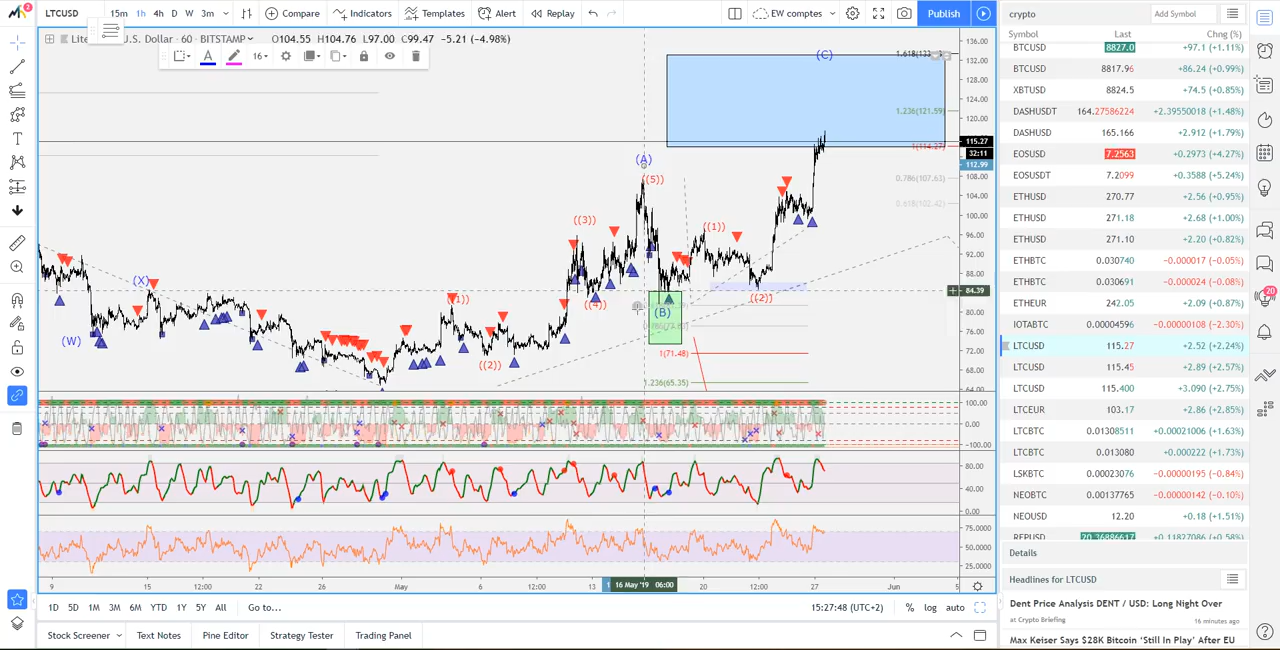 LTCUSD 15m 1h 4h D W 3m Compare Indicators Templates Alert Replay EW comptes Publish
U.S. Dollar · 60 · BITSTAMP O104.55 H104.76 L97.00 C99.47 -5.21 (-4.98%)
16
1.618(
(C)
1.236(121.59)
0.786(107.63)
0.618(102.42)
(A)
((5))
((3))
((1))
(X)
((4))
((2))
(B)
(W)
((2))
1(71.48)
1.236(65.35)
136.00
132.00
128.00
124.00
120.00
115.27
32:11
112.99
108.00
104.00
100.00
96.00
92.00
88.00
84.39
80.00
76.00
72.00
68.00
100.00
0.00
-100.00
80.00
40.00
0.00
75.0000
50.0000
25.0000
9 15 12:00 22 26 May 6 12:00 13 16 May '19 06:00 20 12:00 27 Jun
1D 5D 1M 3M 6M YTD 1Y 5Y All Go to... 15:27:48 (UTC+2) % log auto
Stock Screener Text Notes Pine Editor Strategy Tester Trading Panel
crypto Add Symbol
Symbol Last Chng (%)
BTCUSD 8827.0 +97.1 (+1.11%)
BTCUSD 8817.96 +86.24 (+0.99%)
XBTUSD 8824.5 +74.5 (+0.85%)
DASHUSDT 164.27586224 +2.39550018 (+1.48%)
DASHUSD 165.166 +2.912 (+1.79%)
EOSUSD 7.2563 +0.2973 (+4.27%)
EOSUSDT 7.2099 +0.3588 (+5.24%)
ETHUSD 270.77 +2.56 (+0.95%)
ETHUSD 271.18 +2.68 (+1.00%)
ETHUSD 271.10 +2.20 (+0.82%)
ETHBTC 0.030740 −0.000017 (−0.05%)
ETHBTC 0.030691 −0.000024 (−0.08%)
ETHEUR 242.05 +2.09 (+0.87%)
IOTABTC 0.00004596 −0.00000108 (−2.30%)
LTCUSD 115.27 +2.52 (+2.24%)
LTCUSD 115.45 +2.89 (+2.57%)
LTCUSD 115.400 +3.090 (+2.75%)
LTCEUR 103.17 +2.86 (+2.85%)
LTCBTC 0.01308511 +0.00021006 (+1.63%)
LTCBTC 0.013080 +0.000222 (+1.73%)
LSKBTC 0.00023076 −0.00000195 (−0.84%)
NEOBTC 0.00137765 −0.00000142 (−0.10%)
NEOUSD 12.20 +0.18 (+1.51%)
REPUSD 20.36886617 +0.11827086 (+0.58%)
Details
Headlines for LTCUSD
Dent Price Analysis DENT / USD: Long Night Over
at Crypto Briefing 16 minutes ago
Max Keiser Says $28K Bitcoin ‘Still In Play’ After EU
20
2